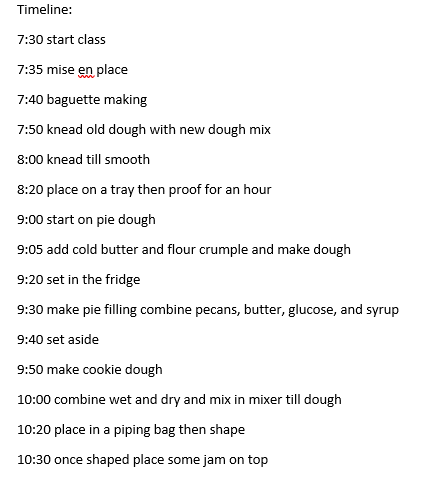 Timeline:
7:30 start class
7:35 mise en place
7:40 baguette making
7:50 knead old dough with new dough mix
8:00 knead till smooth
8:20 place on a tray then proof for an hour
9:00 start on pie dough
9:05 add cold butter and flour crumple and make dough
9:20 set in the fridge
9:30 make pie filling combine pecans, butter, glucose, and syrup
9:40 set aside
9:50 make cookie dough
10:00 combine wet and dry and mix in mixer till dough
10:20 place in a piping bag then shape
10:30 once shaped place some jam on top